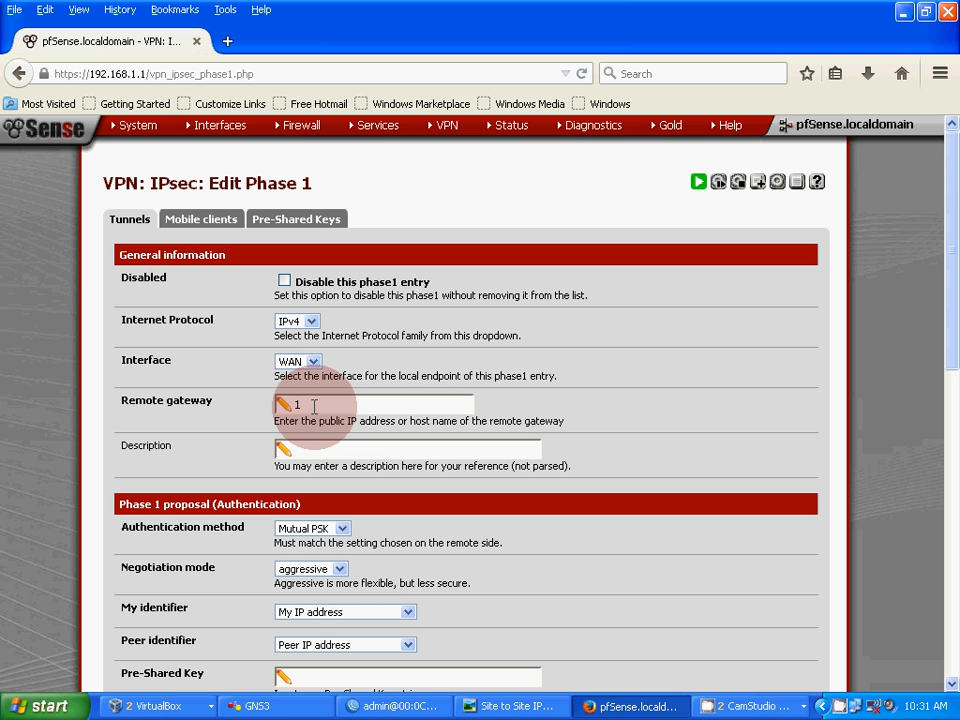 File Edit View History Bookmarks Tools Help
pfSense.localdomain - VPN: I... × +
https://192.168.1.1/vpn_ipsec_phase1.php Search
Most Visited Getting Started Customize Links Free Hotmail Windows Marketplace Windows Media Windows
Sense System Interfaces Firewall Services VPN Status Diagnostics Gold Help pfSense.localdomain
VPN: IPsec: Edit Phase 1
Tunnels Mobile clients Pre-Shared Keys
General information
Disabled
Disable this phase1 entry
Set this option to disable this phase1 without removing it from the list.
Internet Protocol
IPv4
Select the Internet Protocol family from this dropdown.
Interface
WAN
Select the interface for the local endpoint of this phase1 entry.
Remote gateway
1
Enter the public IP address or host name of the remote gateway
Description
You may enter a description here for your reference (not parsed).
Phase 1 proposal (Authentication)
Authentication method
Mutual PSK
Must match the setting chosen on the remote side.
Negotiation mode
aggressive
Aggressive is more flexible, but less secure.
My identifier
My IP address
Peer identifier
Peer IP address
Pre-Shared Key
start 2 VirtualBox GNS3 admin@00:0C... Site to Site IP... pfSense.locald... 2 CamStudio ... 10:31 AM